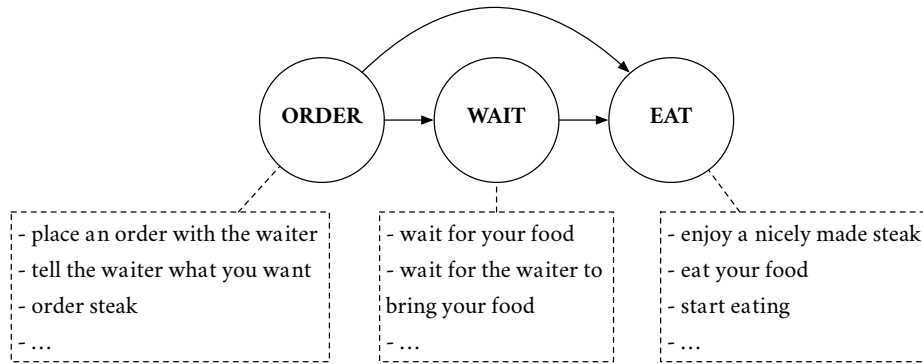 ORDER
WAIT
EAT
- place an order with the waiter
- tell the waiter what you want
- order steak
- ...
- wait for your food
- wait for the waiter to
bring your food
- ...
- enjoy a nicely made steak
- eat your food
- start eating
- ...